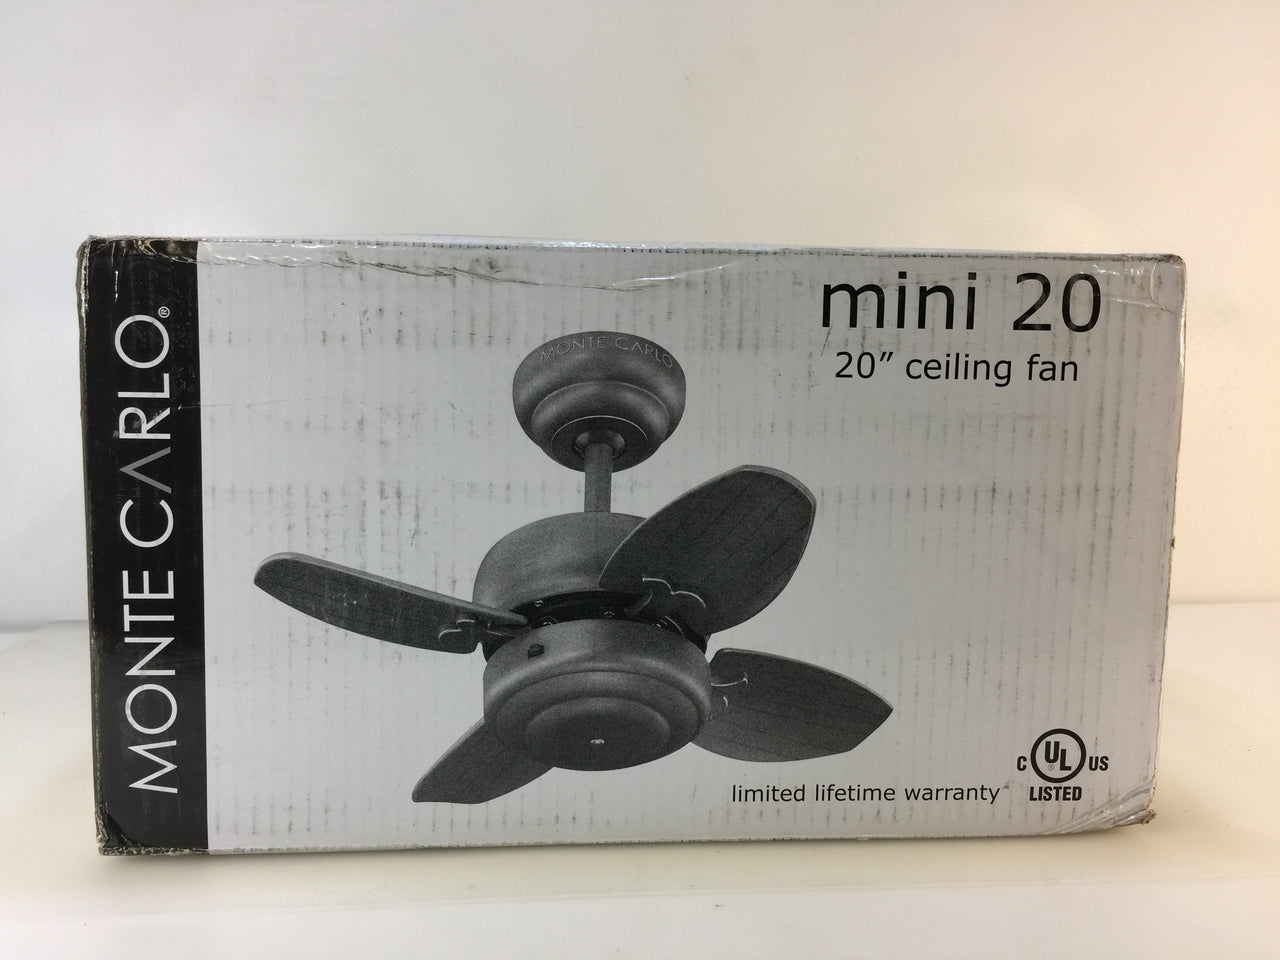 MONTE CARLO®
mini 20
20” ceiling fan
MONTE CARLO
limited lifetime warranty
C UL® US
LISTED